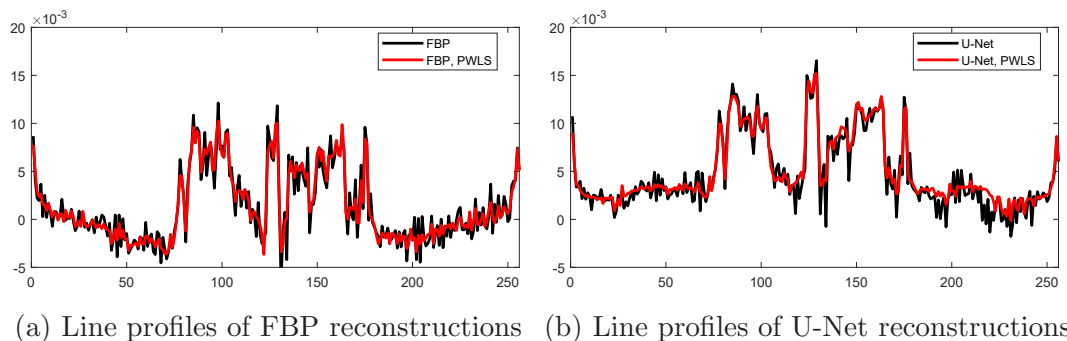 ×10⁻³
20
15
10
5
0
-5
0 50 100 150 200 250
FBP
FBP, PWLS
(a) Line profiles of FBP reconstructions
×10⁻³
20
15
10
5
0
-5
0 50 100 150 200 250
U-Net
U-Net, PWLS
(b) Line profiles of U-Net reconstructions